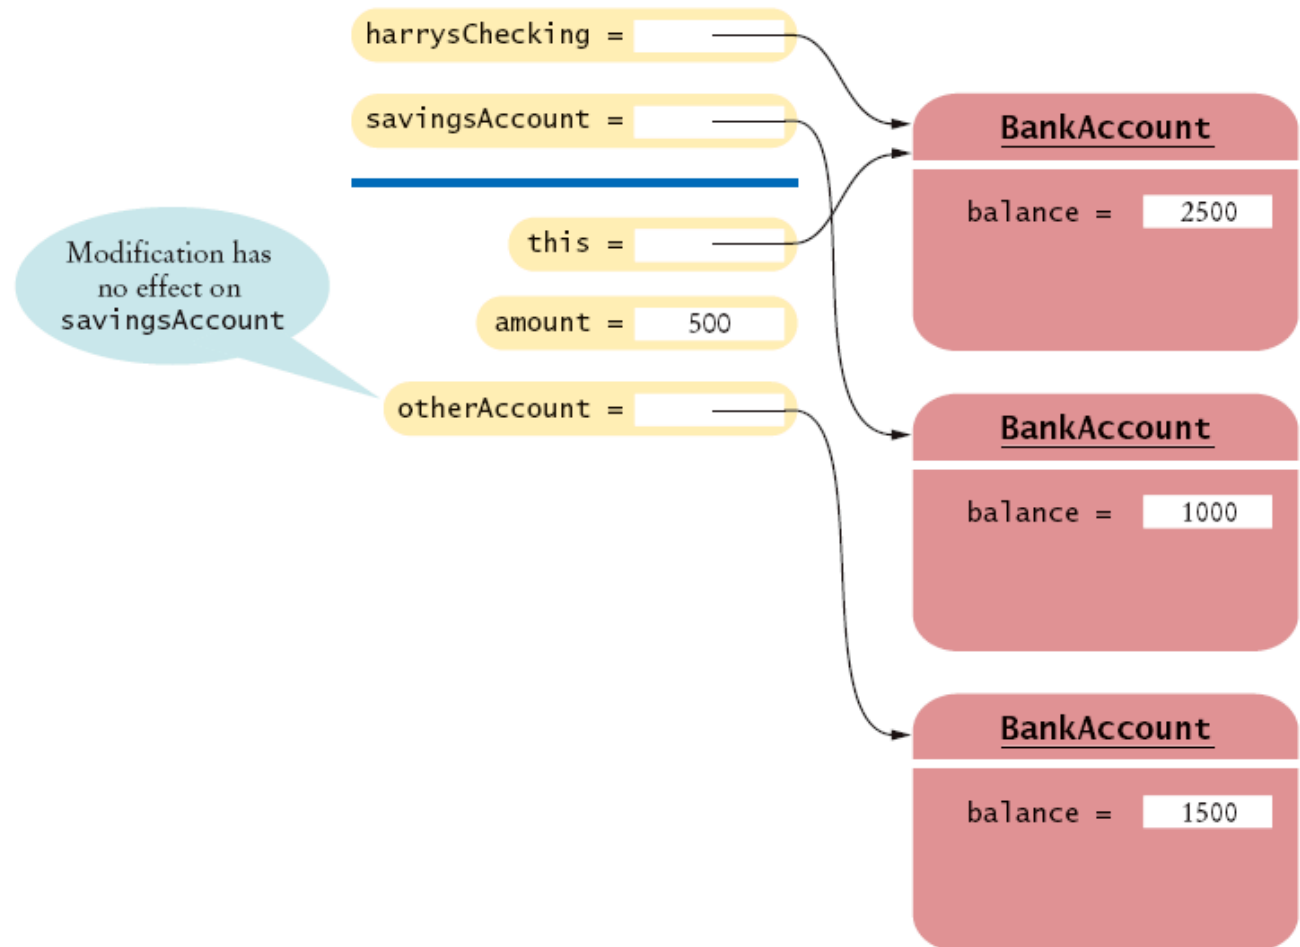 harrysChecking =
savingsAccount =
BankAccount
balance = 2500
this =
Modification has
no effect on
savingsAccount
amount = 500
otherAccount =
BankAccount
balance = 1000
BankAccount
balance = 1500